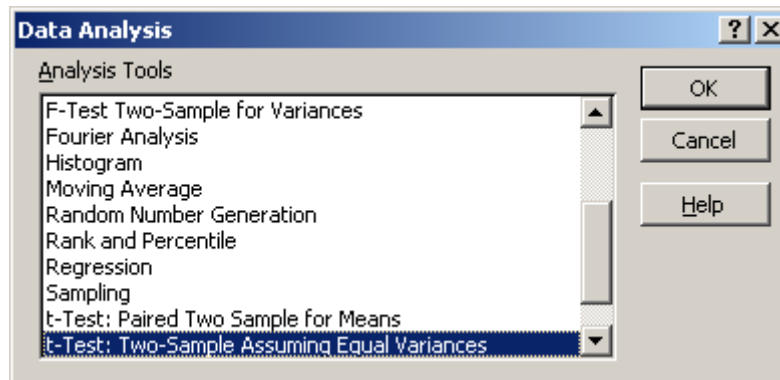 Data Analysis
Analysis Tools
F-Test Two-Sample for Variances
Fourier Analysis
Histogram
Moving Average
Random Number Generation
Rank and Percentile
Regression
Sampling
t-Test: Paired Two Sample for Means
t-Test: Two-Sample Assuming Equal Variances
OK
Cancel
Help